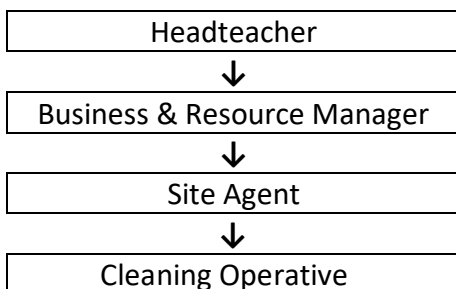 Headteacher
Business & Resource Manager
Site Agent
Cleaning Operative